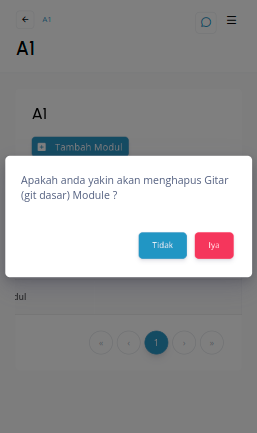 A1
A1
A1
Tambah Modul
Apakah anda yakin akan menghapus Gitar
(git dasar) Module ?
Tidak
Iya
dul
« ‹ 1 › »